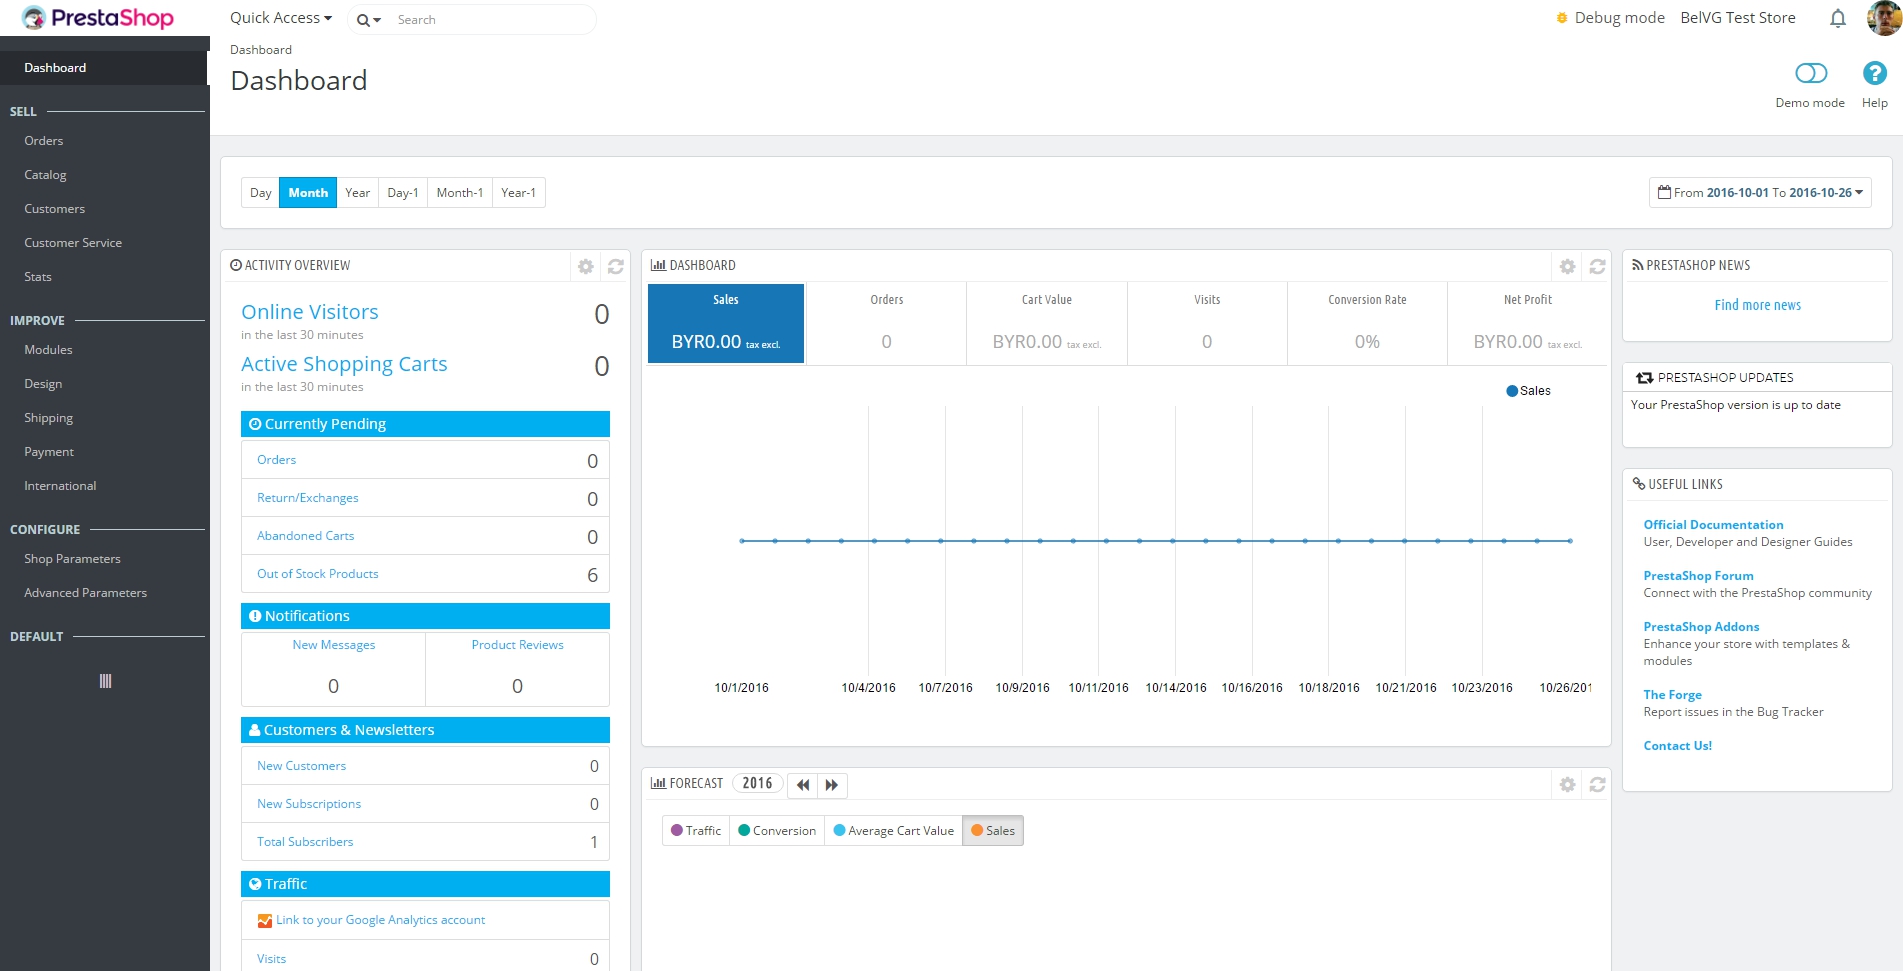 PrestaShop
Quick Access
Search
Debug mode
BelVG Test Store
Dashboard
Dashboard
Demo mode
Help
Dashboard
SELL
Orders
Catalog
Customers
Customer Service
Stats
IMPROVE
Modules
Design
Shipping
Payment
International
CONFIGURE
Shop Parameters
Advanced Parameters
DEFAULT
Day Month Year Day-1 Month-1 Year-1
From 2016-10-01 To 2016-10-26
ACTIVITY OVERVIEW
Online Visitors 0
in the last 30 minutes
Active Shopping Carts 0
in the last 30 minutes
Currently Pending
Orders 0
Return/Exchanges 0
Abandoned Carts 0
Out of Stock Products 6
Notifications
New Messages Product Reviews
0 0
Customers & Newsletters
New Customers 0
New Subscriptions 0
Total Subscribers 1
Traffic
Link to your Google Analytics account
Visits 0
DASHBOARD
Sales Orders Cart Value Visits Conversion Rate Net Profit
BYR0.00 tax excl. 0 BYR0.00 tax excl. 0 0% BYR0.00 tax excl.
Sales
10/1/2016 10/4/2016 10/7/2016 10/9/2016 10/11/2016 10/14/2016 10/16/2016 10/18/2016 10/21/2016 10/23/2016 10/26/201
FORECAST 2016
Traffic Conversion Average Cart Value Sales
PRESTASHOP NEWS
Find more news
PRESTASHOP UPDATES
Your PrestaShop version is up to date
USEFUL LINKS
Official Documentation
User, Developer and Designer Guides
PrestaShop Forum
Connect with the PrestaShop community
PrestaShop Addons
Enhance your store with templates &
modules
The Forge
Report issues in the Bug Tracker
Contact Us!